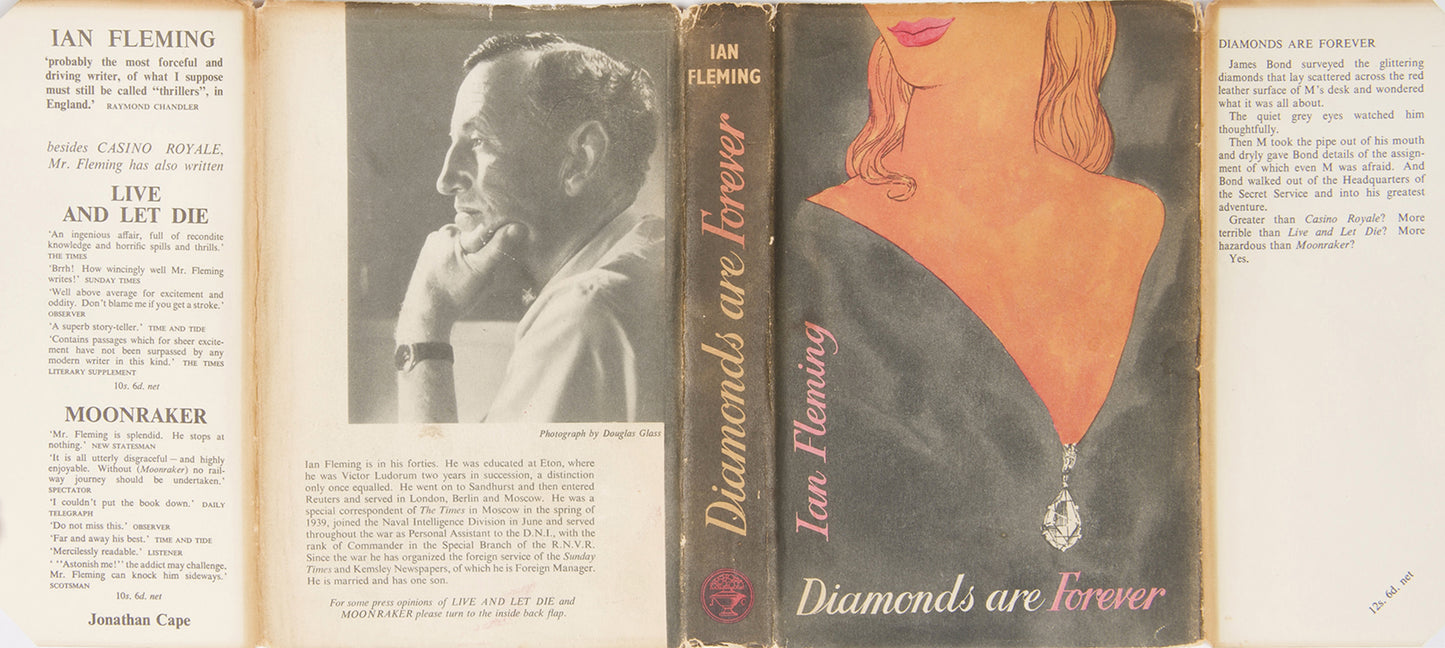 IAN FLEMING
‘probably the most forceful and
driving writer, of what I suppose
must still be called “thrillers”, in
England.’ RAYMOND CHANDLER
besides CASINO ROYALE,
Mr. Fleming has also written
LIVE
AND LET DIE
‘An ingenious affair, full of recondite
knowledge and horrific spills and thrills.’
THE TIMES
‘Brrh! How wincingly well Mr. Fleming
writes!’ SUNDAY TIMES
‘Well above average for excitement and
oddity. Don’t blame me if you get a stroke.’
OBSERVER
‘A superb story-teller.’ TIME AND TIDE
‘Contains passages which for sheer excite-
ment have not been surpassed by any
modern writer in this kind.’ THE TIMES
LITERARY SUPPLEMENT
10s. 6d. net
MOONRAKER
‘Mr. Fleming is splendid. He stops at
nothing.’ NEW STATESMAN
‘It is all utterly disgraceful — and highly
enjoyable. Without (Moonraker) no rail-
way journey should be undertaken.’
SPECTATOR
‘I couldn’t put the book down.’ DAILY
TELEGRAPH
‘Do not miss this.’ OBSERVER
‘Far and away his best.’ TIME AND TIDE
‘Mercilessly readable.’ LISTENER
‘ “Astonish me!” the addict may challenge,
Mr. Fleming can knock him sideways.’
SCOTSMAN
10s. 6d. net
Jonathan Cape
Photograph by Douglas Glass
Ian Fleming is in his forties. He was educated at Eton, where
he was Victor Ludorum two years in succession, a distinction
only once equalled. He went on to Sandhurst and then entered
Reuters and served in London, Berlin and Moscow. He was a
special correspondent of The Times in Moscow in the spring of
1939, joined the Naval Intelligence Division in June and served
throughout the war as Personal Assistant to the D.N.I., with the
rank of Commander in the Special Branch of the R.N.V.R.
Since the war he has organized the foreign service of the Sunday
Times and Kemsley Newspapers, of which he is Foreign Manager.
He is married and has one son.
For some press opinions of LIVE AND LET DIE and
MOONRAKER please turn to the inside back flap.
IAN
FLEMING
Diamonds are Forever
Ian Fleming
Diamonds are Forever
DIAMONDS ARE FOREVER
James Bond surveyed the glittering
diamonds that lay scattered across the red
leather surface of M’s desk and wondered
what it was all about.
The quiet grey eyes watched him
thoughtfully.
Then M took the pipe out of his mouth
and dryly gave Bond details of the assign-
ment of which even M was afraid. And
Bond walked out of the Headquarters of
the Secret Service and into his greatest
adventure.
Greater than Casino Royale? More
terrible than Live and Let Die? More
hazardous than Moonraker?
Yes.
12s. 6d. net